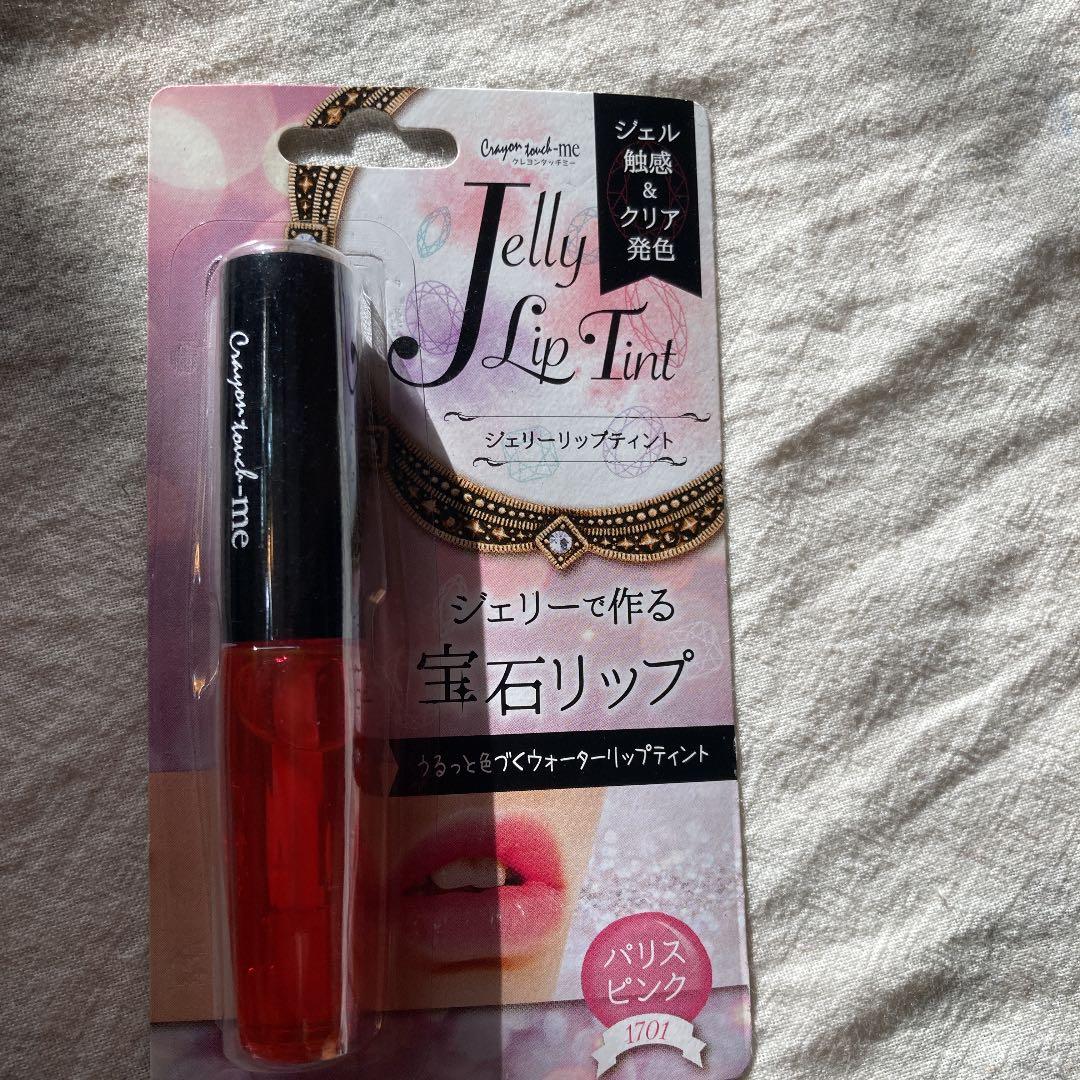 Crayon touch-me
クレヨンタッチミー
ジェル
触感
&
クリア
発色
Jelly
Lip Tint
ジェリーリップティント
Crayon touch-me
ジェリーで作る
宝石リップ
うるっと色づくウォーターリップティント
パリス
ピンク
1701